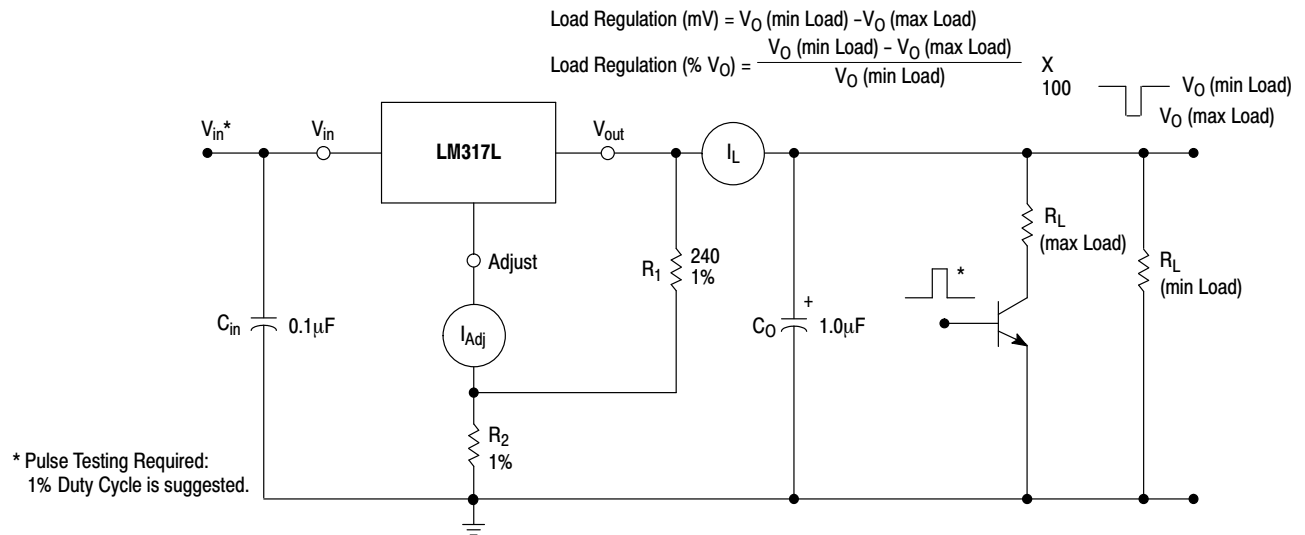 Load Regulation (mV) = VO (min Load) –VO (max Load)
VO (min Load) – VO (max Load)
Load Regulation (% VO) =
VO (min Load)
X
100
VO (min Load)
VO (max Load)
Vin*
Vin
LM317L
Vout
IL
RL
(max Load)
Adjust
R1
240
1%
RL
(min Load)
*
Cin
0.1µF
IAdj
CO
+
1.0µF
R2
1%
* Pulse Testing Required:
1% Duty Cycle is suggested.